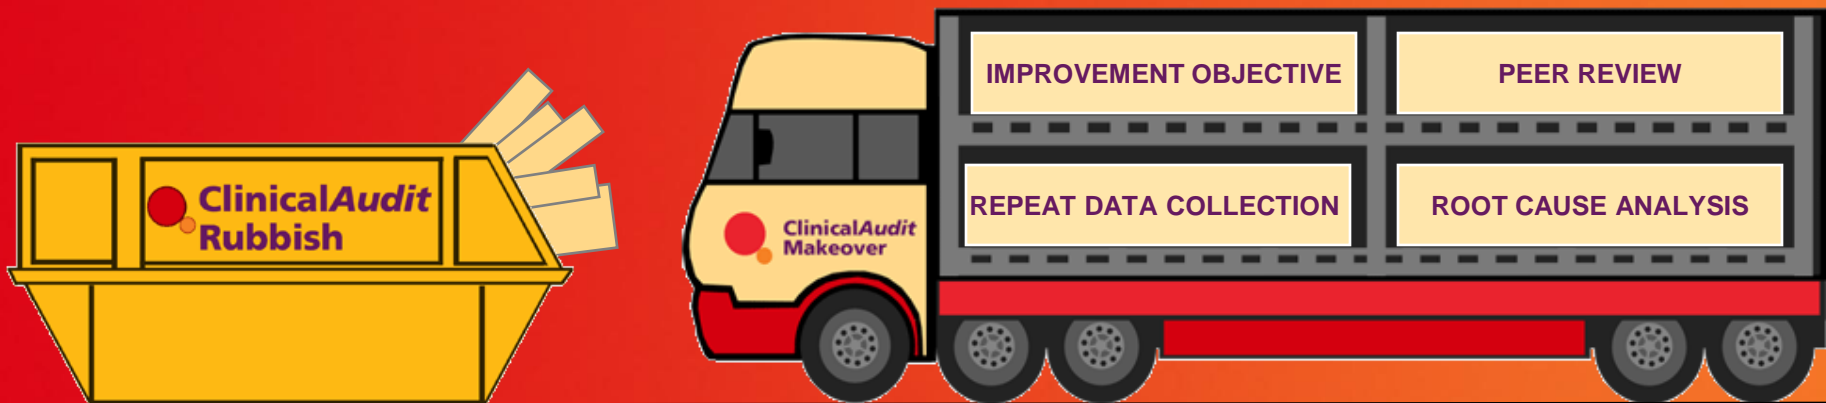 ClinicalAudit
Rubbish
ClinicalAudit
Makeover
IMPROVEMENT OBJECTIVE
PEER REVIEW
REPEAT DATA COLLECTION
ROOT CAUSE ANALYSIS